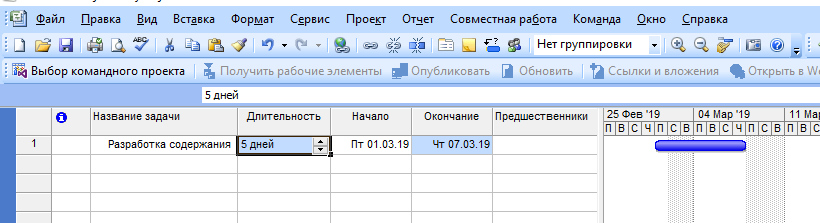 Файл Правка Вид Вставка Формат Сервис Проект Отчет Совместная работа Команда Окно Справка
Нет группировки
Выбор командного проекта Получить рабочие элементы Опубликовать Обновить Ссылки и вложения Открыть в We
5 дней
Название задачи Длительность Начало Окончание Предшественники 25 Фев '19 04 Мар '19 11 Мар
П В С Ч П С В П В С Ч П С В П В С
1 Разработка содержания 5 дней Пт 01.03.19 Чт 07.03.19